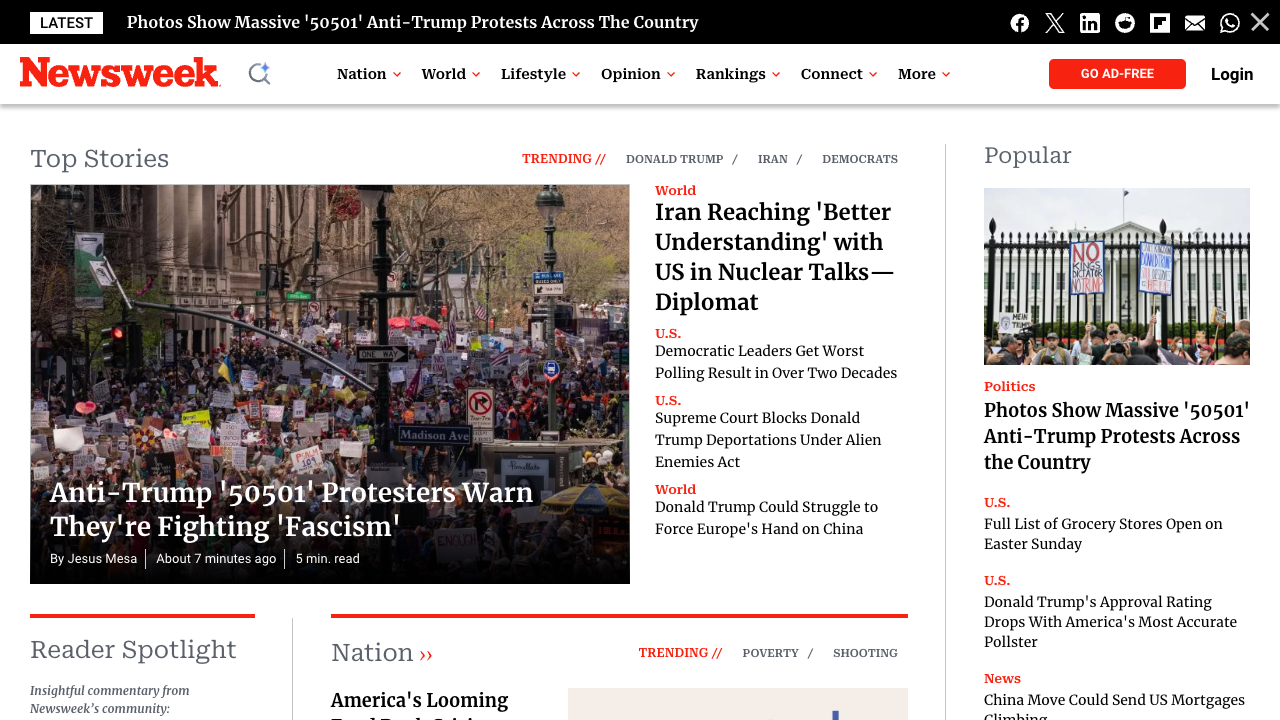 LATEST
Photos Show Massive '50501' Anti-Trump Protests Across The Country
Newsweek
Nation
World
Lifestyle
Opinion
Rankings
Connect
More
GO AD-FREE
Login
Top Stories
TRENDING //
DONALD TRUMP /
IRAN /
DEMOCRATS
ONE WAY
Madison Ave
Anti-Trump '50501' Protesters Warn
They're Fighting 'Fascism'
By Jesus Mesa
About 7 minutes ago
5 min. read
World
Iran Reaching 'Better
Understanding' with
US in Nuclear Talks—
Diplomat
U.S.
Democratic Leaders Get Worst
Polling Result in Over Two Decades
U.S.
Supreme Court Blocks Donald
Trump Deportations Under Alien
Enemies Act
World
Donald Trump Could Struggle to
Force Europe's Hand on China
Popular
NO
KINGS
DICTATOR
NO TRUMP
MEIN
TRUMP
Politics
Photos Show Massive '50501'
Anti-Trump Protests Across
the Country
U.S.
Full List of Grocery Stores Open on
Easter Sunday
U.S.
Donald Trump's Approval Rating
Drops With America's Most Accurate
Pollster
News
China Move Could Send US Mortgages
Climbing
Reader Spotlight
Insightful commentary from
Newsweek's community:
Nation ››
TRENDING //
POVERTY /
SHOOTING
America's Looming
Food Bank Crisis